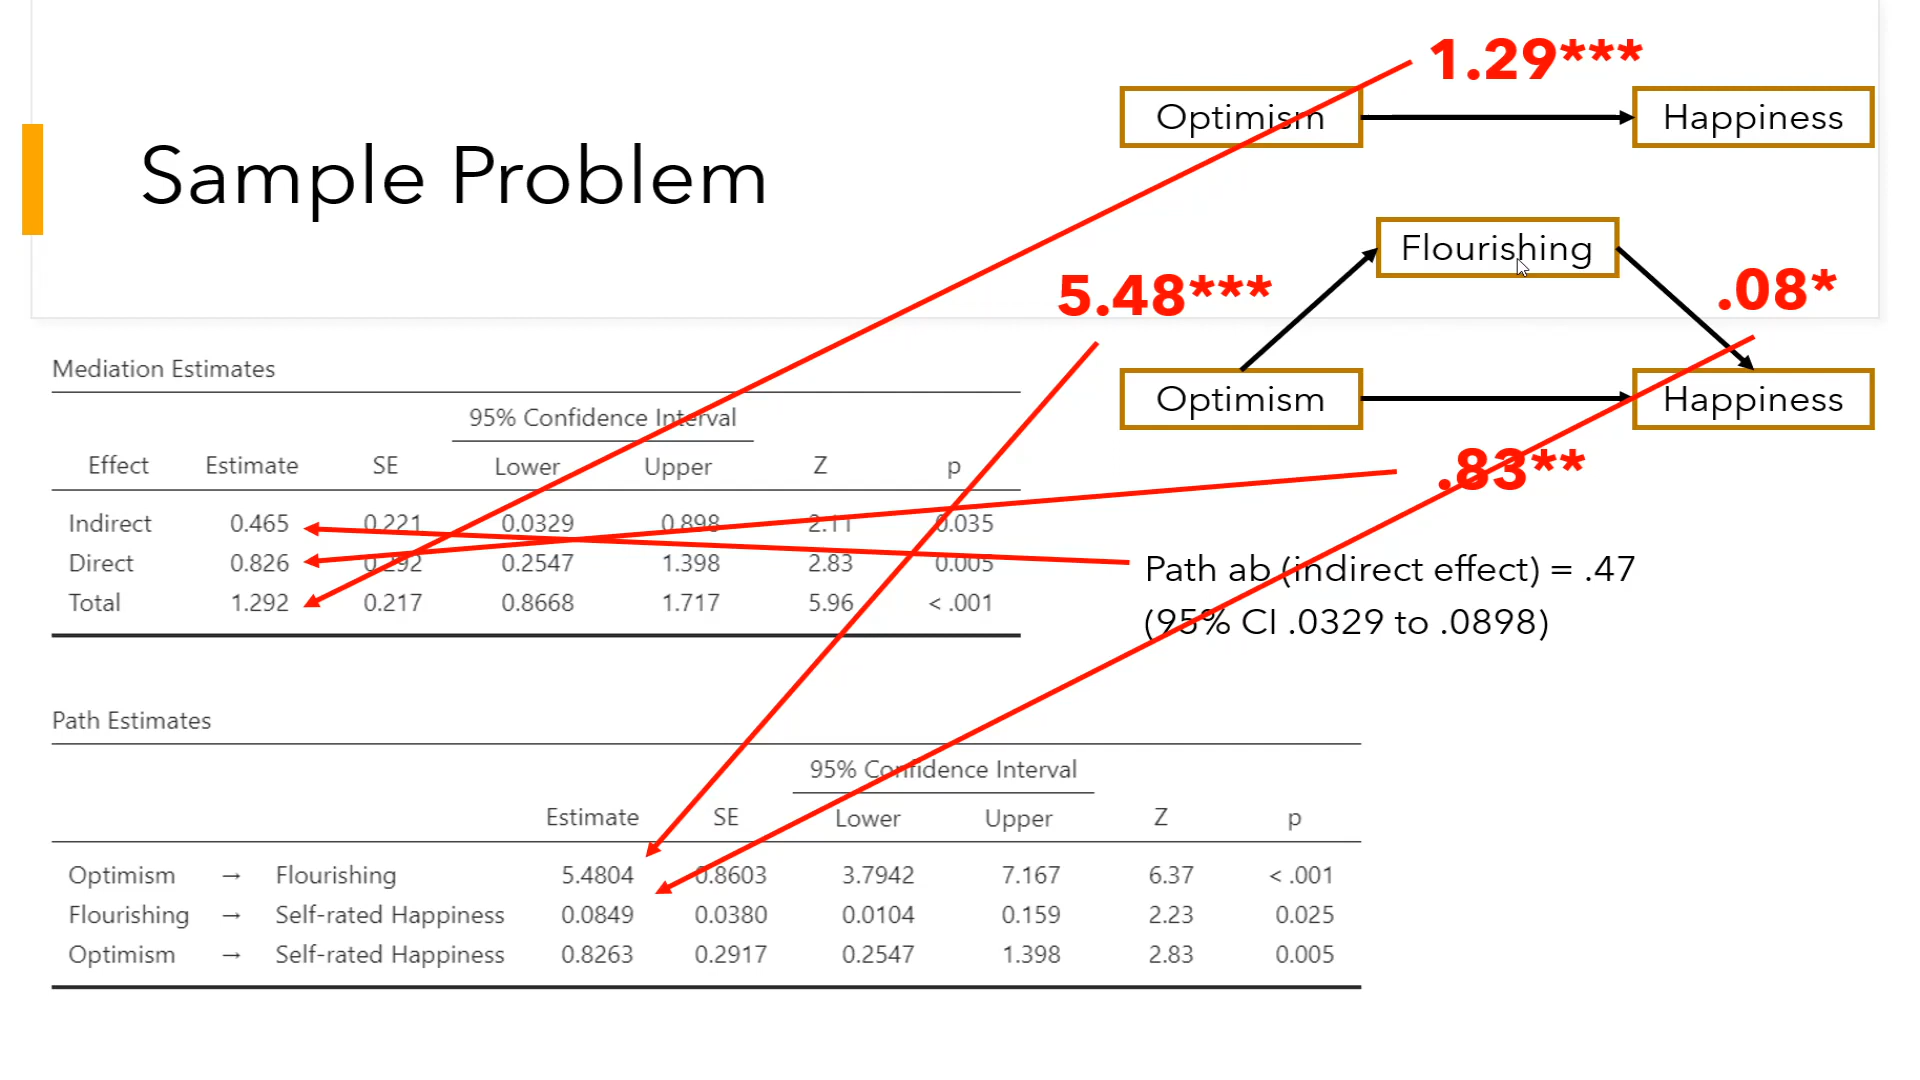 Sample Problem
1.29***
Optimism Happiness
Flourishing
5.48*** .08*
Optimism Happiness
.83**
Path ab (indirect effect) = .47
(95% CI .0329 to .0898)
Mediation Estimates
95% Confidence Interval
Effect Estimate SE Lower Upper Z p
Indirect 0.465 0.221 0.0329 0.898 2.11 0.035
Direct 0.826 0.292 0.2547 1.398 2.83 0.005
Total 1.292 0.217 0.8668 1.717 5.96 < .001
Path Estimates
95% Confidence Interval
Estimate SE Lower Upper Z p
Optimism → Flourishing 5.4804 0.8603 3.7942 7.167 6.37 < .001
Flourishing → Self-rated Happiness 0.0849 0.0380 0.0104 0.159 2.23 0.025
Optimism → Self-rated Happiness 0.8263 0.2917 0.2547 1.398 2.83 0.005